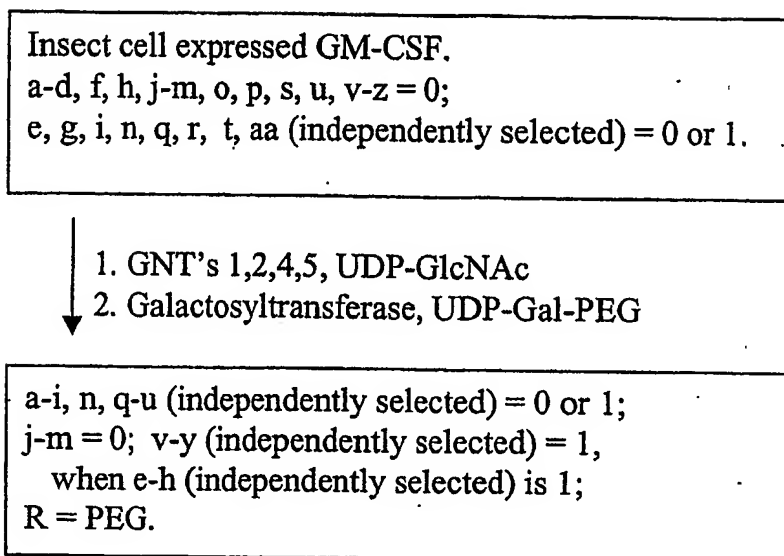 Insect cell expressed GM-CSF.
a-d, f, h, j-m, o, p, s, u, v-z = 0;
e, g, i, n, q, r, t, aa (independently selected) = 0 or 1.
1. GNT's 1,2,4,5, UDP-GlcNAc
2. Galactosyltransferase, UDP-Gal-PEG
a-i, n, q-u (independently selected) = 0 or 1;
j-m = 0; v-y (independently selected) = 1,
when e-h (independently selected) is 1;
R = PEG.